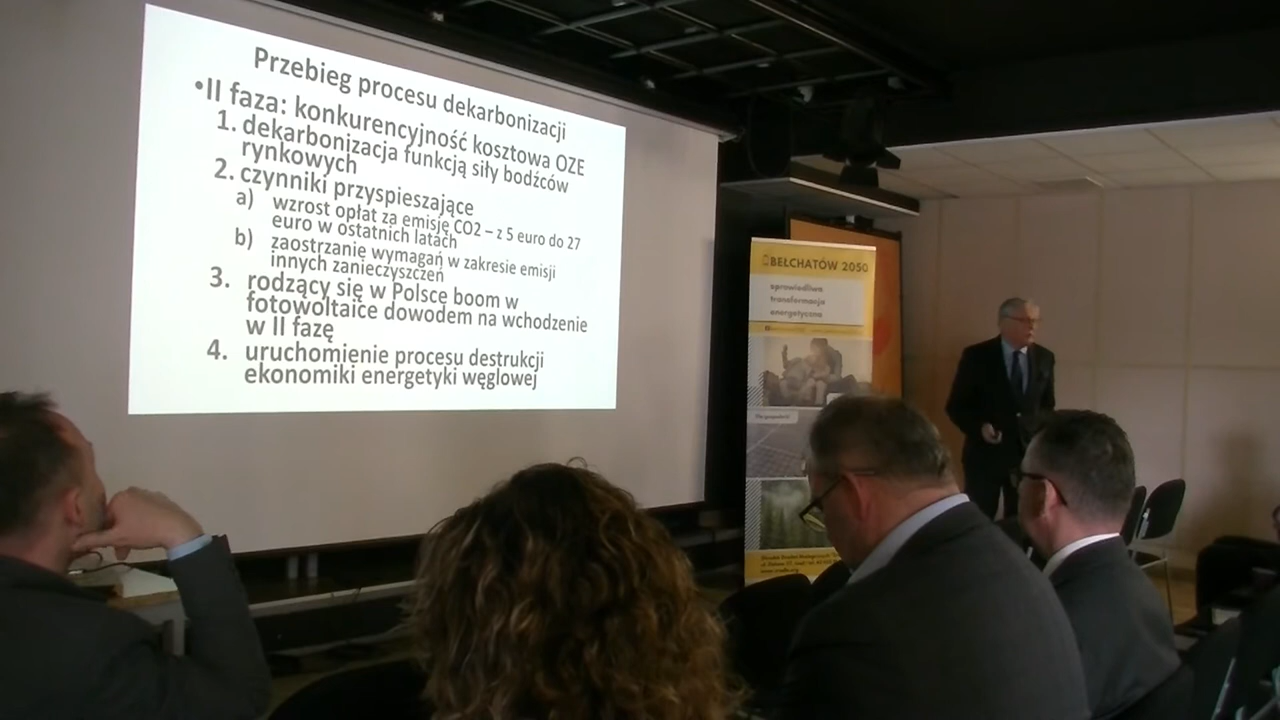 Przebieg procesu dekarbonizacji
•II faza: konkurencyjność kosztowa OZE
1. dekarbonizacja funkcją siły bodźców
rynkowych
2. czynniki przyspieszające
a) wzrost opłat za emisję CO2 – z 5 euro do 27
euro w ostatnich latach
b) zaostrzanie wymagań w zakresie emisji
innych zanieczyszczeń
3. rodzący się w Polsce boom w
fotowoltaice dowodem na wchodzenie
w II fazę
4. uruchomienie procesu destrukcji
ekonomiki energetyki węglowej
BEŁCHATÓW 2050
sprawiedliwa
transformacja
energetyczna